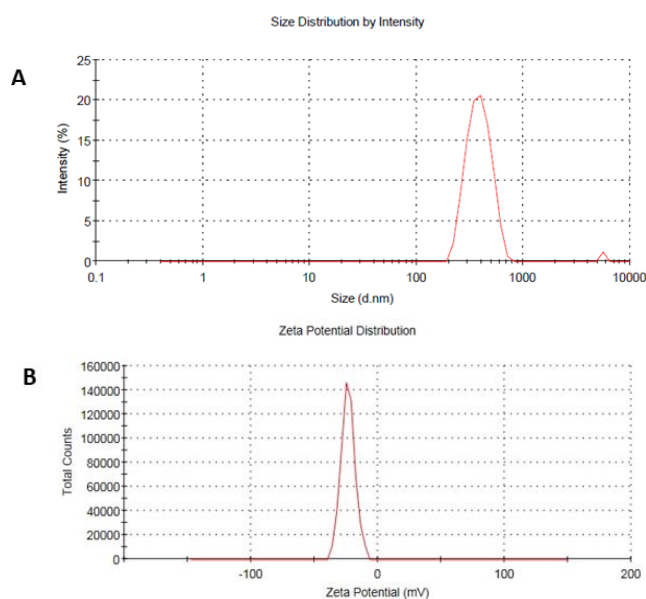 Size Distribution by Intensity
A
25
20
15
10
5
0
Intensity (%)
0.1 1 10 100 1000 10000
Size (d.nm)
Zeta Potential Distribution
B
160000
140000
120000
100000
80000
60000
40000
20000
0
Total Counts
-100 0 100 200
Zeta Potential (mV)